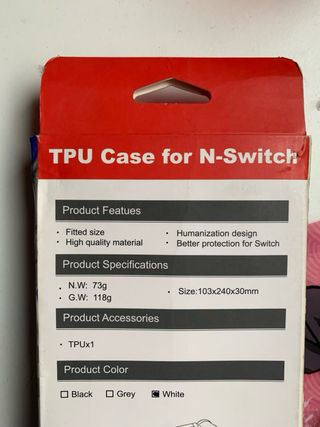 TPU Case for N-Switch
Product Featues
· Fitted size
· Humanization design
· High quality material
· Better protection for Switch
Product Specifications
· N.W: 73g
· Size:103x240x30mm
· G.W: 118g
Product Accessories
· TPUx1
Product Color
☐ Black ☐ Grey ☑ White